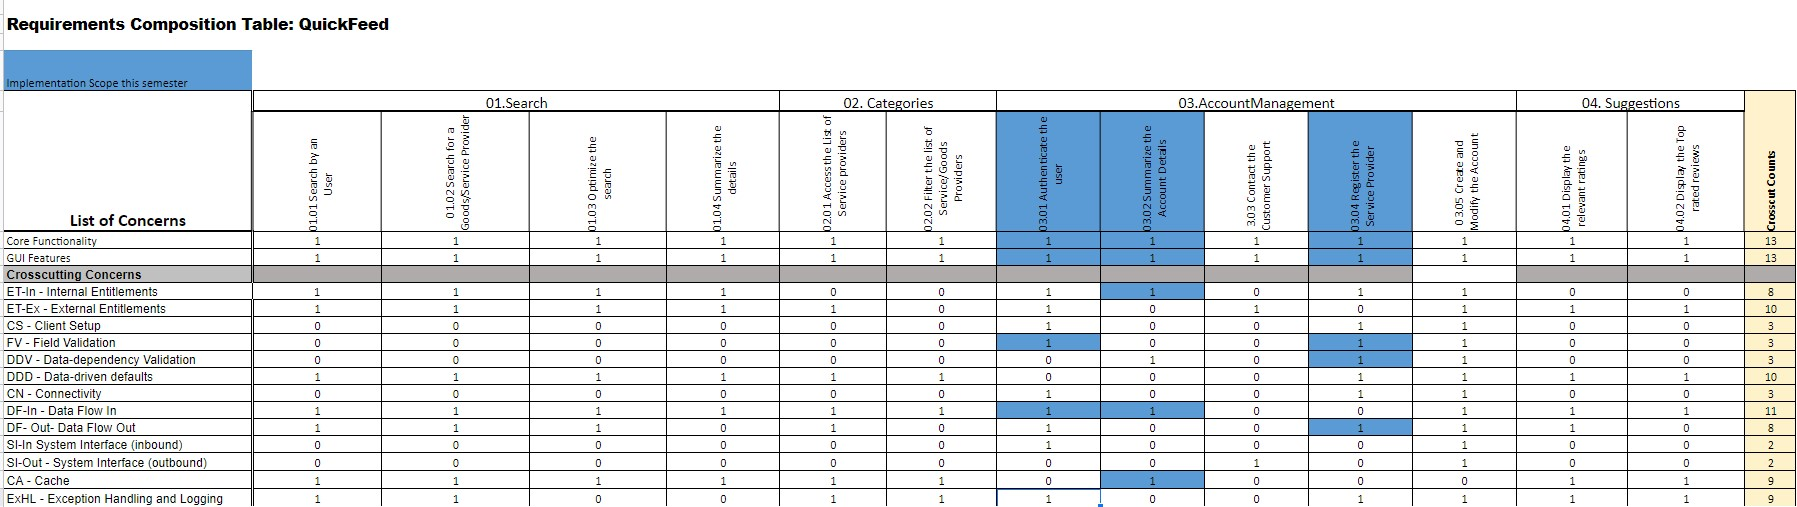 Requirements Composition Table: QuickFeed
Implementation Scope this semester
01.Search 02. Categories 03.AccountManagement 04. Suggestions
List of Concerns
01.01 Search by an
User
01.02 Search for a
Goods/Service Provider
01.03 Optimize the
search
01.04 Summarize the
details
02.01 Access the List of
Service providers
02.02 Filter the list of
Service/Goods
Providers
03.01 Authenticate the
user
03.02 Summarize the
Account Details
3.03 Contact the
Customer Support
03.04 Register the
Service Provider
03.05 Create and
Modify the Account
04.01 Display the
relevant ratings
04.02 Display the Top
rated reviews
Crosscut Counts
Core Functionality 1 1 1 1 1 1 1 1 1 1 1 1 1 13
GUI Features 1 1 1 1 1 1 1 1 1 1 1 1 1 13
Crosscutting Concerns
ET-In - Internal Entitlements 1 1 1 1 0 0 1 1 0 1 1 0 0 8
ET-Ex - External Entitlements 1 1 1 1 1 0 1 0 1 0 1 1 1 10
CS - Client Setup 0 0 0 0 0 0 1 0 0 1 1 0 0 3
FV - Field Validation 0 0 0 0 0 0 1 0 0 1 1 0 0 3
DDV - Data-dependency Validation 0 0 0 0 0 0 0 1 0 1 1 0 0 3
DDD - Data-driven defaults 1 1 1 1 1 1 0 0 0 1 1 1 1 10
CN - Connectivity 0 0 0 0 0 0 1 0 0 1 1 0 0 3
DF-In - Data Flow In 1 1 1 1 1 1 1 1 0 0 1 1 1 11
DF- Out- Data Flow Out 1 1 1 0 1 0 1 0 0 1 1 1 0 8
SI-In System Interface (inbound) 0 0 0 0 0 0 1 0 0 0 1 0 0 2
SI-Out - System Interface (outbound) 0 0 0 0 0 0 0 0 1 0 1 0 0 2
CA - Cache 1 1 1 1 1 1 0 1 0 0 0 1 1 9
ExHL - Exception Handling and Logging 1 1 0 0 1 1 1 0 0 1 1 1 1 9